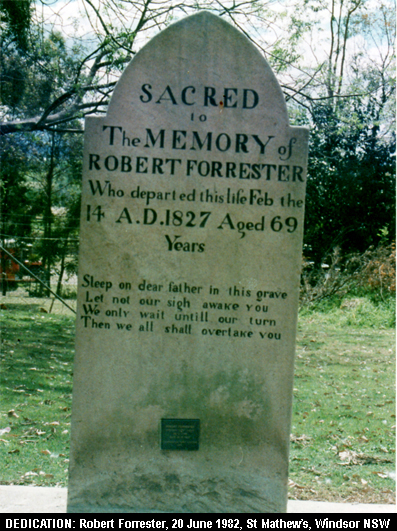 SACRED
to
The MEMORY of
ROBERT FORRESTER
Who departed this life Feb the
14 A.D. 1827 Aged 69
Years
Sleep on dear father in this grave
Let not our sigh awake you
We only wait untill our turn
Then we all shall overtake you
DEDICATION: Robert Forrester, 20 June 1982, St Mathew's, Windsor NSW